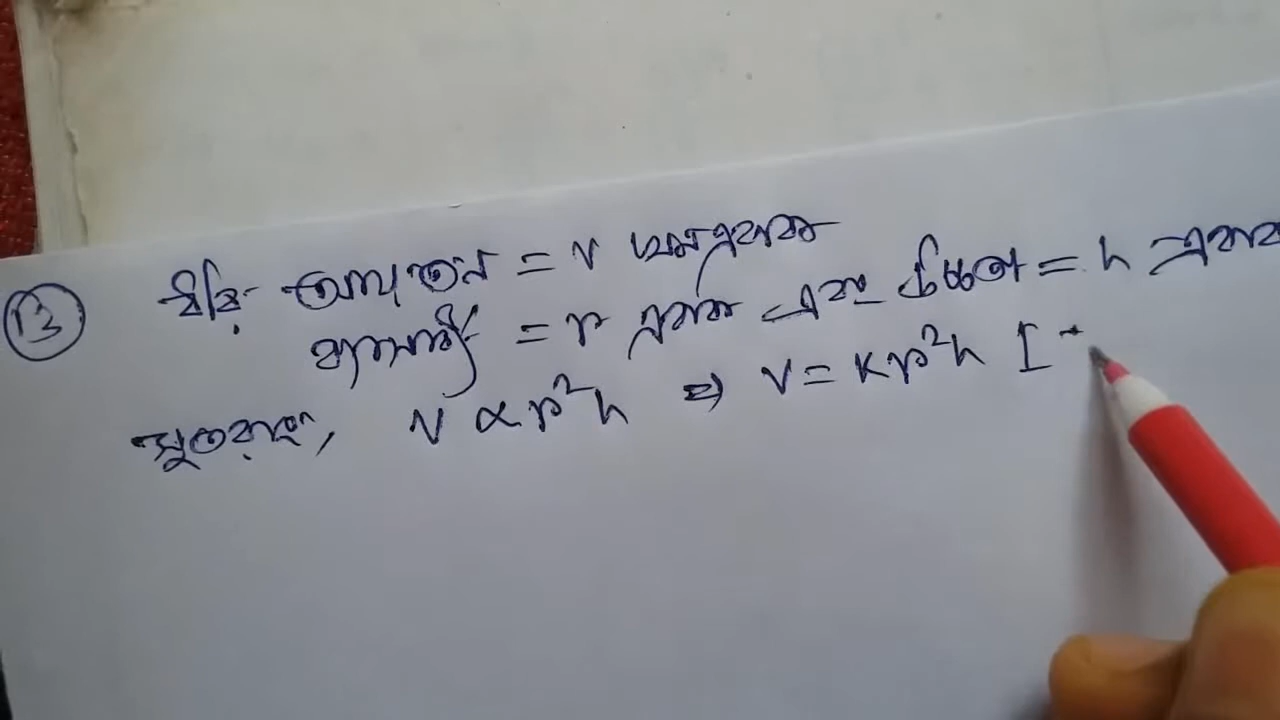 13 ধরি আয়তন = v ঘনএকক
ব্যাসার্ধ = r একক এবং উচ্চতা = h একক
সুতরাং, v ∝ r²h ⇒ v = kr²h [